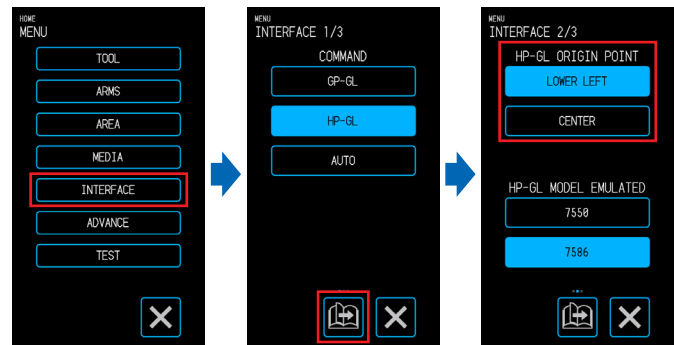 HOME
MENU
TOOL
ARMS
AREA
MEDIA
INTERFACE
ADVANCE
TEST
MENU
INTERFACE 1/3
COMMAND
GP-GL
HP-GL
AUTO
MENU
INTERFACE 2/3
HP-GL ORIGIN POINT
LOWER LEFT
CENTER
HP-GL MODEL EMULATED
7550
7586